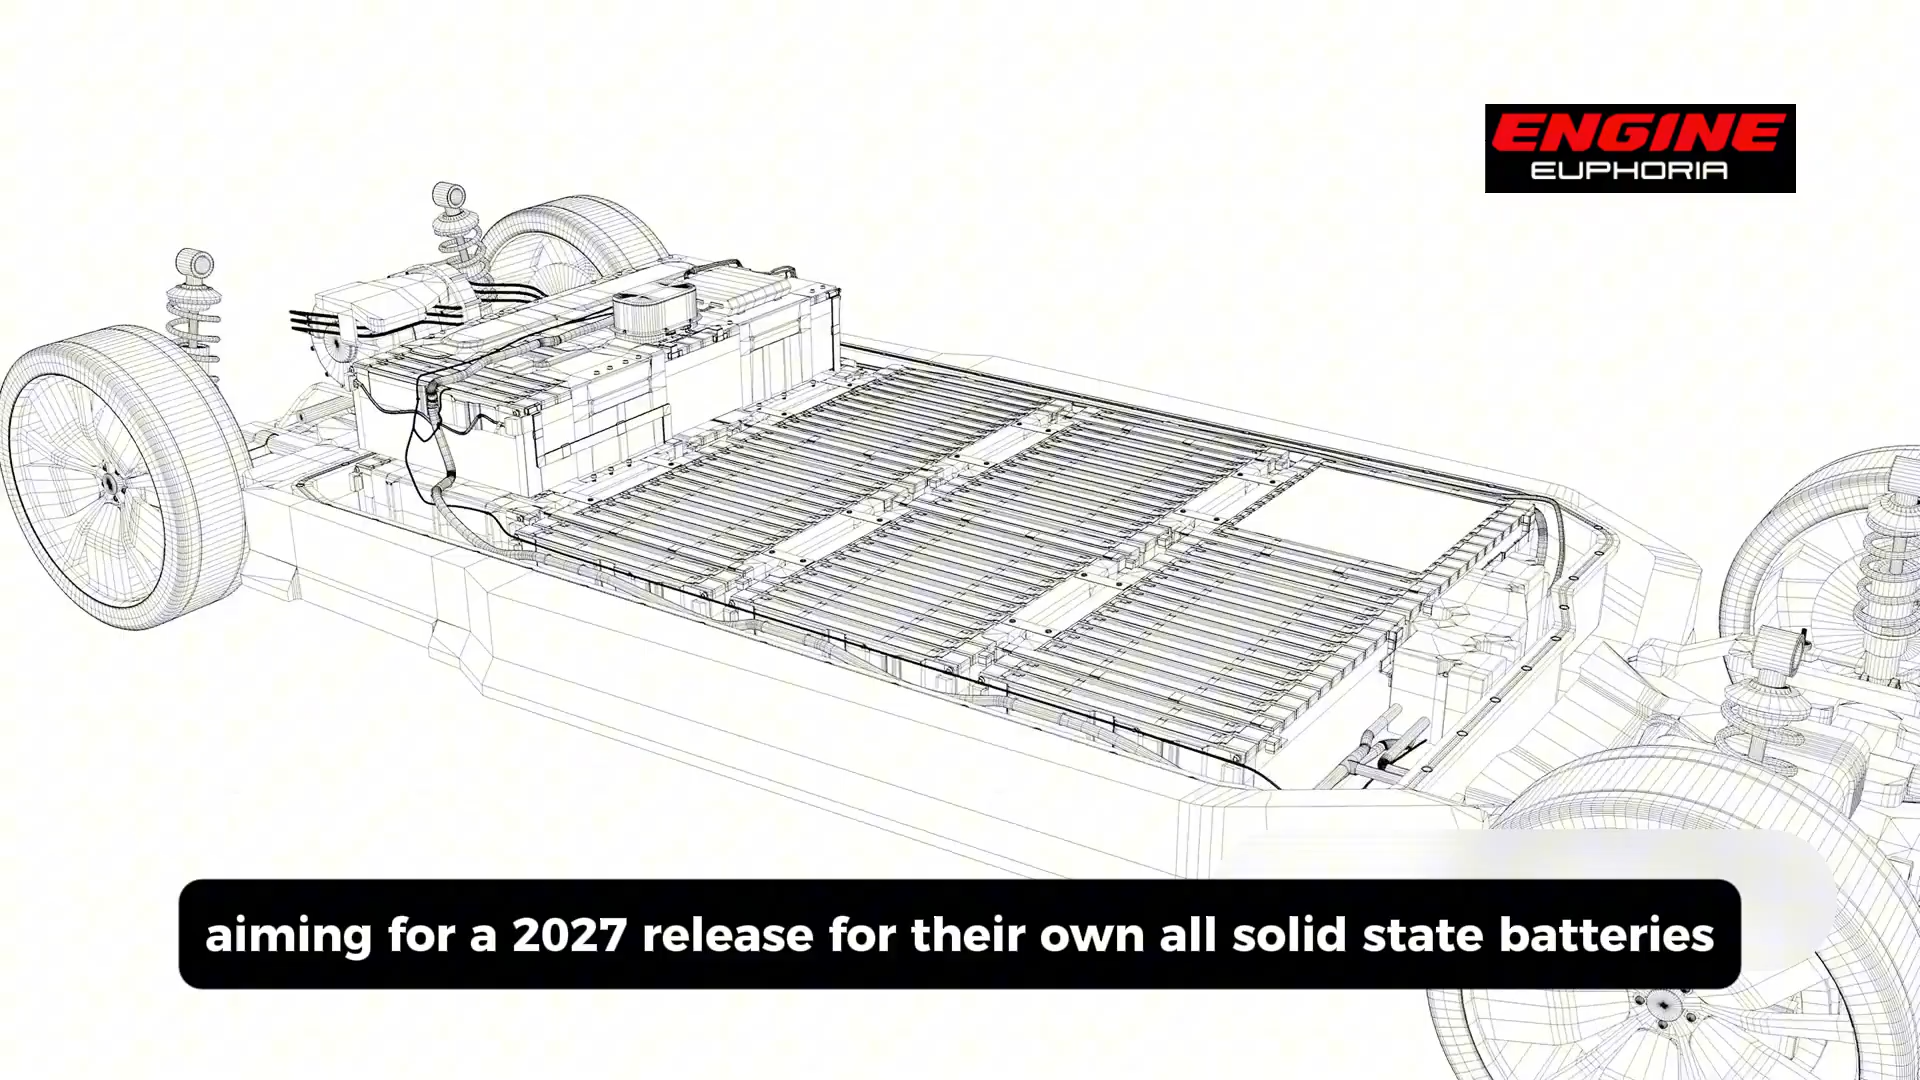 ENGINE
EUPHORIA
aiming for a 2027 release for their own all solid state batteries